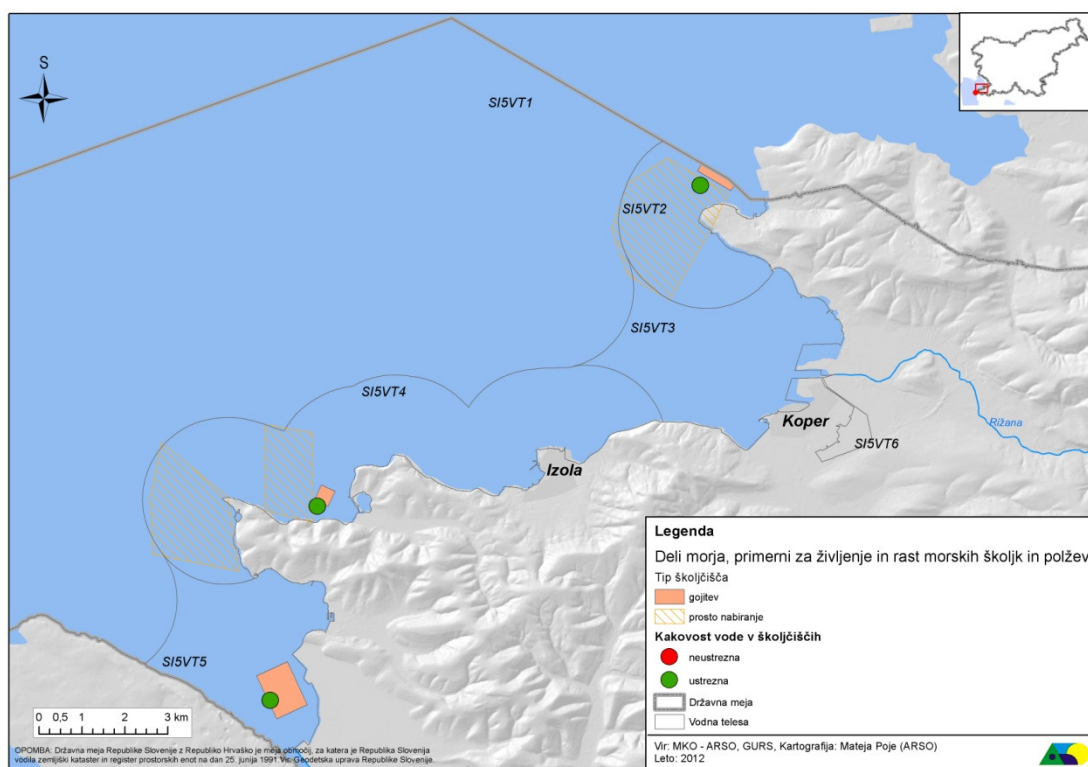 S
SI5VT1
SI5VT2
SI5VT3
SI5VT4
Koper
Rižana
SI5VT6
Izola
SI5VT5
0 0,5 1 2 3 km
OPOMBA: Državna meja Republike Slovenije z Republiko Hrvaško je meja območij, za katera je Republika Slovenija
vodila zemljiški kataster in register prostorskih enot na dan 25. junija 1991.Vir: Geodetska uprava Republike Slovenije.
Legenda
Deli morja, primerni za življenje in rast morskih školjk in polžev
Tip školjčišča
gojitev
prosto nabiranje
Kakovost vode v školjčiščih
neustrezna
ustrezna
Državna meja
Vodna telesa
Vir: MKO - ARSO, GURS, Kartografija: Mateja Poje (ARSO)
Leto: 2012